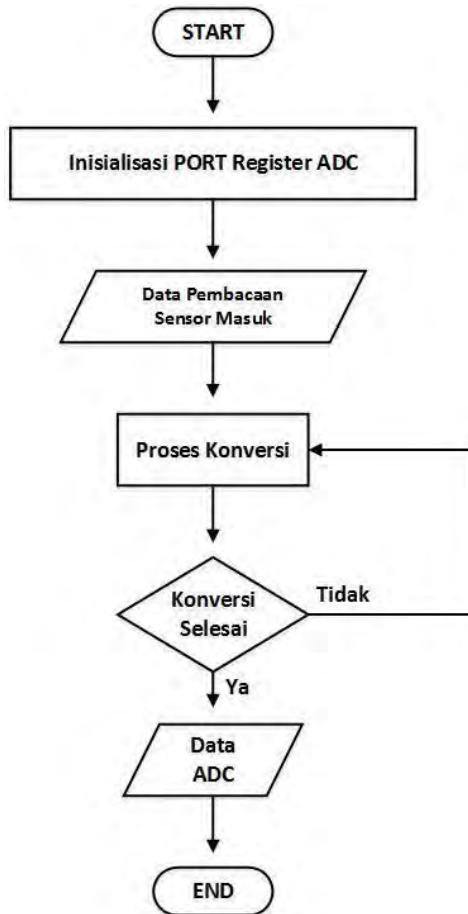 START
Inisialisasi PORT Register ADC
Data Pembacaan
Sensor Masuk
Proses Konversi
Konversi
Selesai
Tidak
Ya
Data
ADC
END